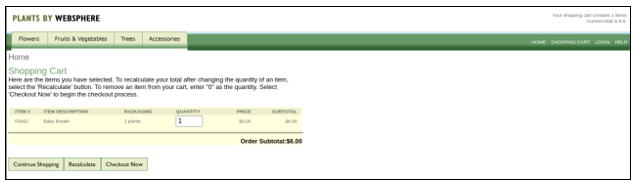 PLANTS BY WEBSPHERE
Your shopping cart contains 1 items
Current total is 6.0.
Flowers Fruits & Vegetables Trees Accessories
HOME SHOPPING CART LOGIN HELP
Home
Shopping Cart
Here are the items you have selected. To recalculate your total after changing the quantity of an item,
select the 'Recalculate' button. To remove an item from your cart, enter "0" as the quantity. Select
'Checkout Now' to begin the checkout process.
ITEM # ITEM DESCRIPTION PACKAGING QUANTITY PRICE SUBTOTAL
Baby Breath 2 plants 1 $6.00 $6.00
Order Subtotal:$6.00
Continue Shopping Recalculate Checkout Now